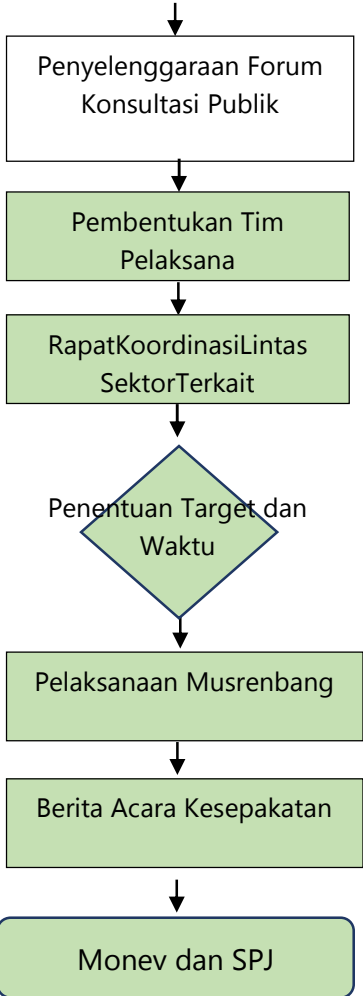 Penyelenggaraan Forum
Konsultasi Publik
Pembentukan Tim
Pelaksana
RapatKoordinasiLintas
SektorTerkait
Penentuan Target dan
Waktu
Pelaksanaan Musrenbang
Berita Acara Kesepakatan
Monev dan SPJ